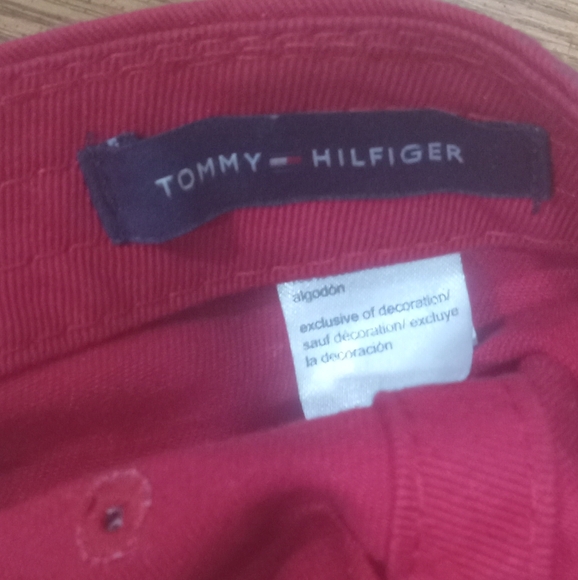 TOMMY HILFIGER
algodón
exclusive of decoration/
sauf décoration/ excluye
la decoración